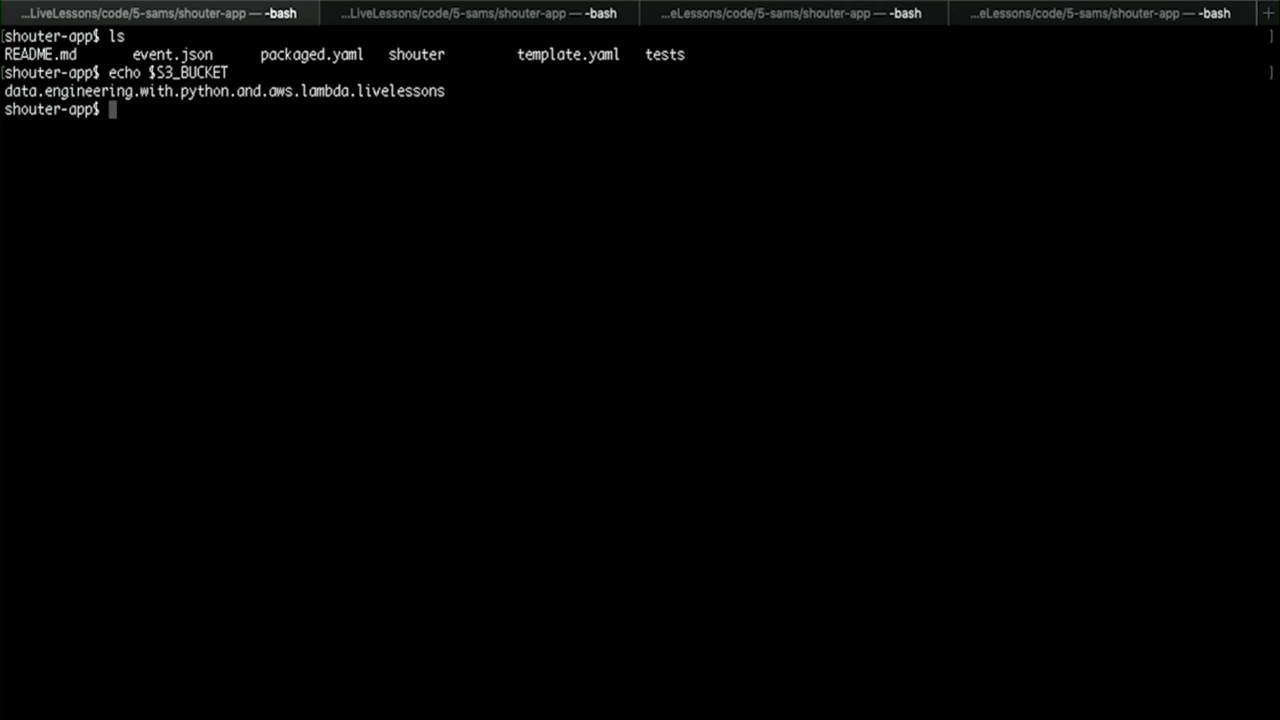 ...LiveLessons/code/5-sams/shouter-app — -bash ...LiveLessons/code/5-sams/shouter-app — -bash ...eLessons/code/5-sams/shouter-app — -bash ...eLessons/code/5-sams/shouter-app — -bash +
[shouter-app$ ls ]
README.md event.json packaged.yaml shouter template.yaml tests
[shouter-app$ echo $S3_BUCKET ]
data.engineering.with.python.and.aws.lambda.livelessons
shouter-app$